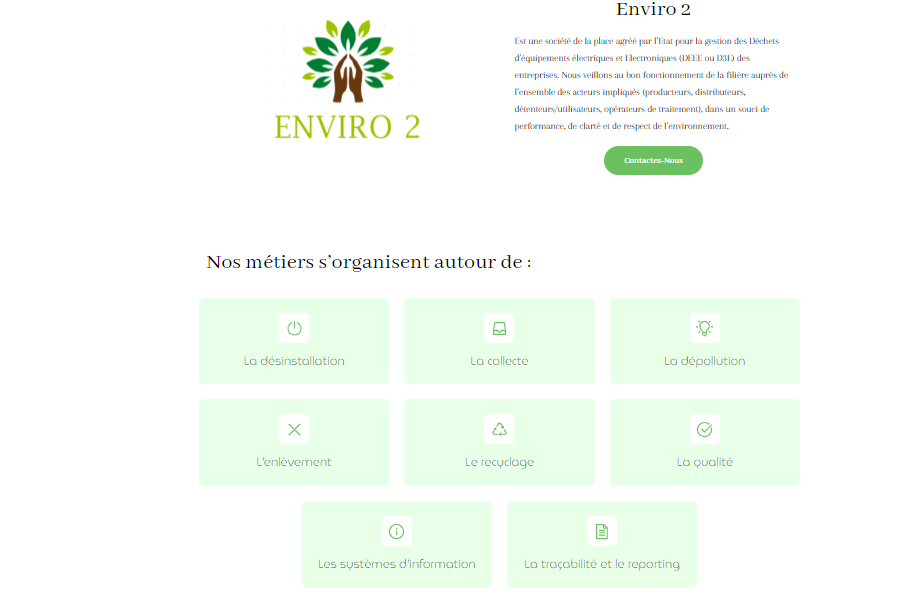 Enviro 2
ENVIRO 2
Est une société de la place agréé par l'Etat pour la gestion des Déchets
d'équipements électriques et Electroniques (DEEE ou D3E) des
entreprises. Nous veillons au bon fonctionnement de la filière auprès de
l'ensemble des acteurs impliqués (producteurs, distributeurs,
détenteurs/utilisateurs, opérateurs de traitement), dans un souci de
performance, de clarté et de respect de l'environnement.
Contactez-Nous
Nos métiers s'organisent autour de :
La désinstallation
La collecte
La dépollution
L'enlèvement
Le recyclage
La qualité
Les systèmes d'information
La traçabilité et le reporting